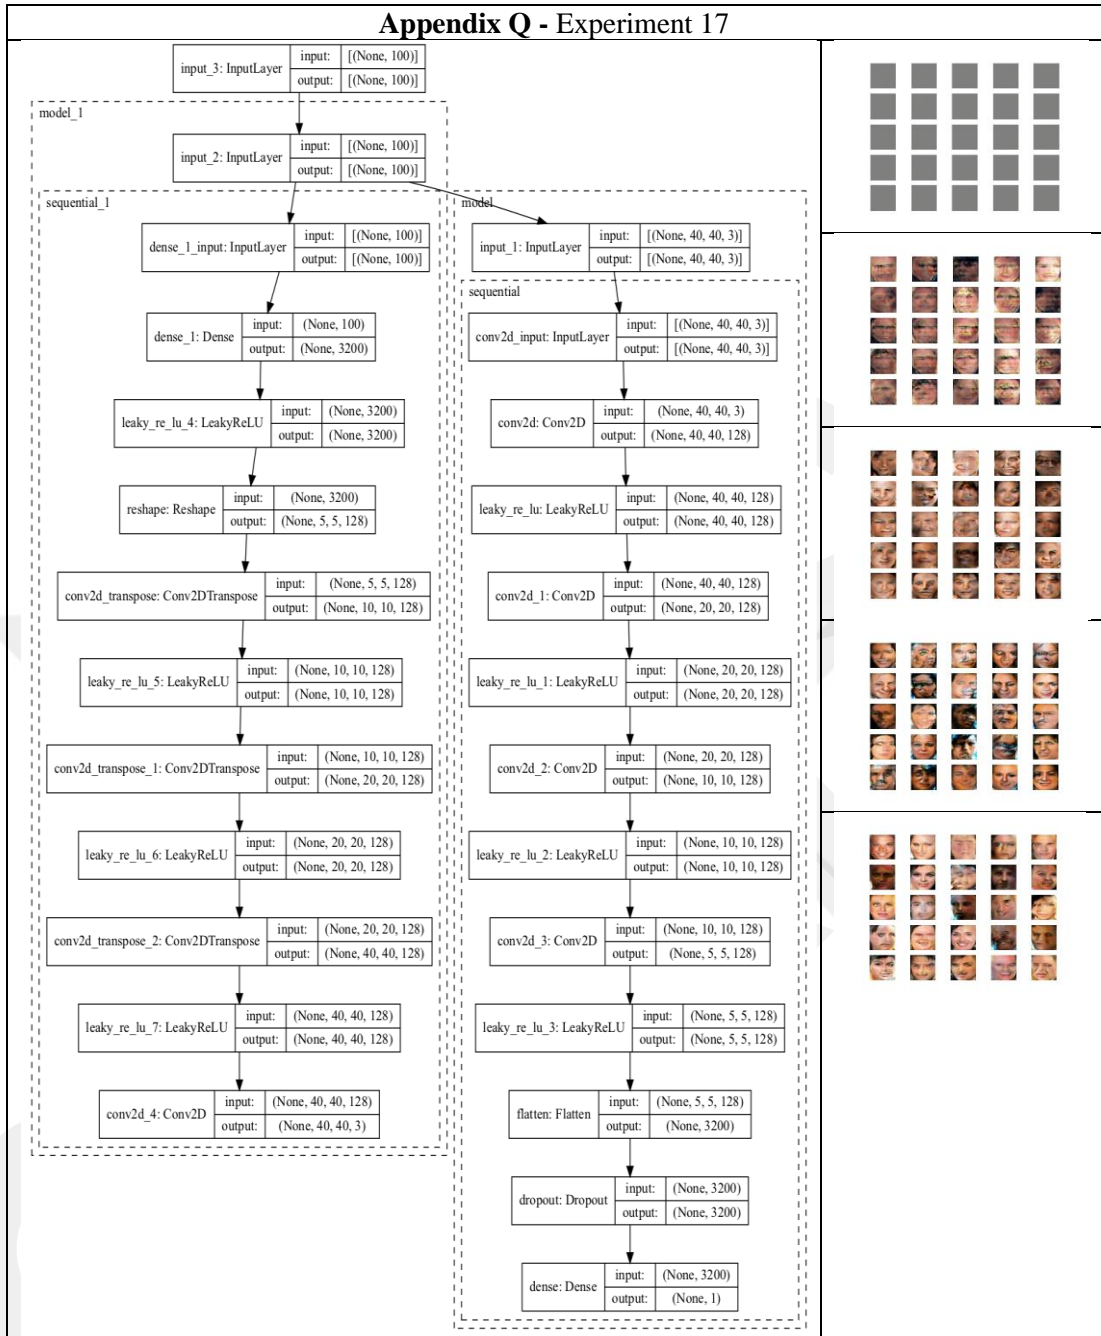 Appendix Q - Experiment 17
input_3: InputLayer
input: [(None, 100)]
output: [(None, 100)]
model_1
input_2: InputLayer
input: [(None, 100)]
output: [(None, 100)]
sequential_1
dense_1_input: InputLayer
input: [(None, 100)]
output: [(None, 100)]
dense_1: Dense
input: (None, 100)
output: (None, 3200)
leaky_re_lu_4: LeakyReLU
input: (None, 3200)
output: (None, 3200)
reshape: Reshape
input: (None, 3200)
output: (None, 5, 5, 128)
conv2d_transpose: Conv2DTranspose
input: (None, 5, 5, 128)
output: (None, 10, 10, 128)
leaky_re_lu_5: LeakyReLU
input: (None, 10, 10, 128)
output: (None, 10, 10, 128)
conv2d_transpose_1: Conv2DTranspose
input: (None, 10, 10, 128)
output: (None, 20, 20, 128)
leaky_re_lu_6: LeakyReLU
input: (None, 20, 20, 128)
output: (None, 20, 20, 128)
conv2d_transpose_2: Conv2DTranspose
input: (None, 20, 20, 128)
output: (None, 40, 40, 128)
leaky_re_lu_7: LeakyReLU
input: (None, 40, 40, 128)
output: (None, 40, 40, 128)
conv2d_4: Conv2D
input: (None, 40, 40, 128)
output: (None, 40, 40, 3)
model
input_1: InputLayer
input: [(None, 40, 40, 3)]
output: [(None, 40, 40, 3)]
sequential
conv2d_input: InputLayer
input: [(None, 40, 40, 3)]
output: [(None, 40, 40, 3)]
conv2d: Conv2D
input: (None, 40, 40, 3)
output: (None, 40, 40, 128)
leaky_re_lu: LeakyReLU
input: (None, 40, 40, 128)
output: (None, 40, 40, 128)
conv2d_1: Conv2D
input: (None, 40, 40, 128)
output: (None, 20, 20, 128)
leaky_re_lu_1: LeakyReLU
input: (None, 20, 20, 128)
output: (None, 20, 20, 128)
conv2d_2: Conv2D
input: (None, 20, 20, 128)
output: (None, 10, 10, 128)
leaky_re_lu_2: LeakyReLU
input: (None, 10, 10, 128)
output: (None, 10, 10, 128)
conv2d_3: Conv2D
input: (None, 10, 10, 128)
output: (None, 5, 5, 128)
leaky_re_lu_3: LeakyReLU
input: (None, 5, 5, 128)
output: (None, 5, 5, 128)
flatten: Flatten
input: (None, 5, 5, 128)
output: (None, 3200)
dropout: Dropout
input: (None, 3200)
output: (None, 3200)
dense: Dense
input: (None, 3200)
output: (None, 1)